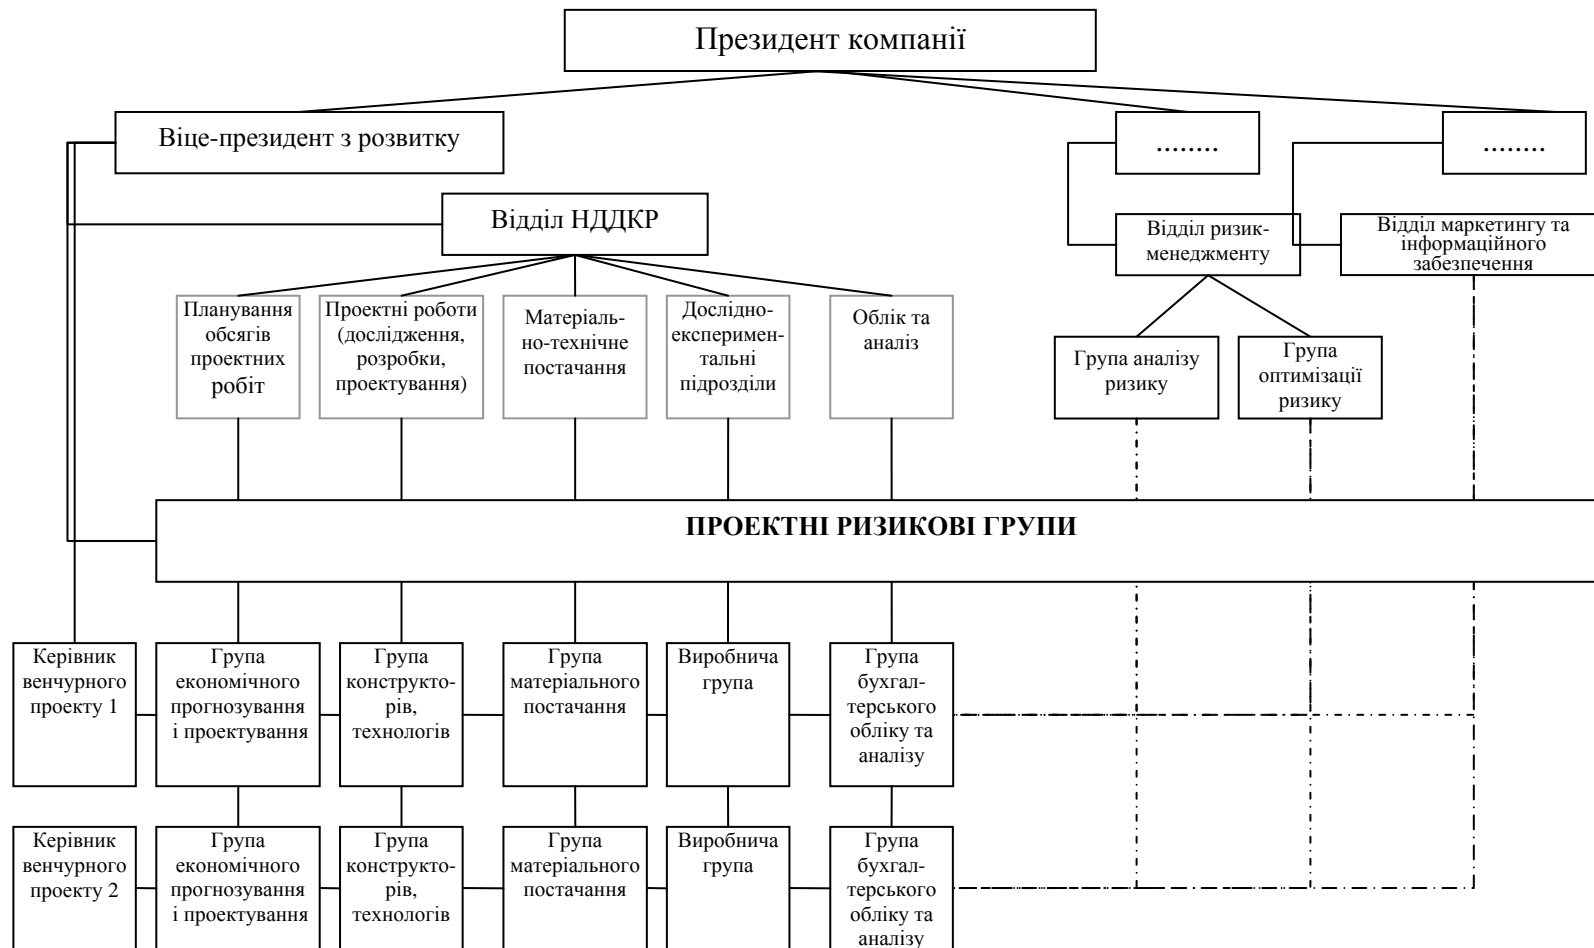 Президент компанії
Віце-президент з розвитку
........
........
Відділ НДДКР
Відділ ризик-
менеджменту
Відділ маркетингу та
інформаційного
забезпечення
Планування
обсягів
проектних
робіт
Проектні роботи
(дослідження,
розробки,
проектування)
Матеріаль-
но-технічне
постачання
Дослідно-
експеримен-
тальні
підрозділи
Облік та
аналіз
Група аналізу
ризику
Група
оптимізації
ризику
ПРОЕКТНІ РИЗИКОВІ ГРУПИ
Керівник
венчурного
проекту 1
Група
економічного
прогнозування
і проектування
Група
конструкто-
рів,
технологів
Група
матеріального
постачання
Виробнича
група
Група
бухгал-
терського
обліку та
аналізу
Керівник
венчурного
проекту 2
Група
економічного
прогнозування
і проектування
Група
конструкто-
рів,
технологів
Група
матеріального
постачання
Виробнича
група
Група
бухгал-
терського
обліку та
аналізу